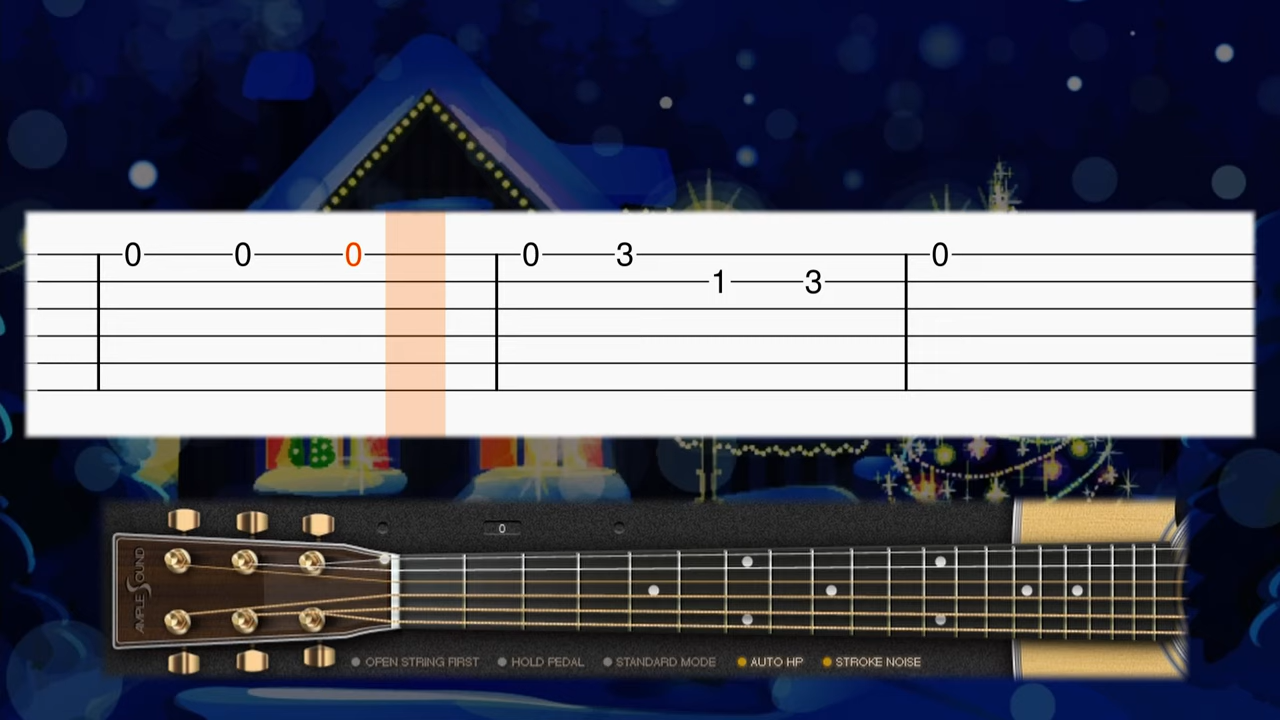 0 0 0 0 3 0
1 3
0
AMPLE SOUND
OPEN STRING FIRST HOLD PEDAL STANDARD MODE AUTO HP STROKE NOISE